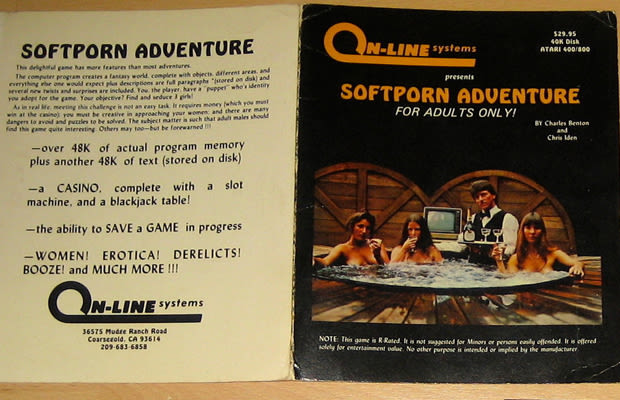 SOFTPORN ADVENTURE
This delightful game has more features than most adventures.
The computer program creates a fantasy world, complete with objects, different areas, and
everything else one would expect plus descriptions are full paragraphs *(stored on disk) and
several new twists and surprises are included. You, the player, have a "puppet" who's identity
you adopt for the game. Your objective? Find and seduce 3 girls!
As in real life, meeting this challenge is not an easy task. It requires money (which you must
win at the casino); you must be creative in approaching your women; and there are many
dangers to avoid and puzzles to be solved. The subject matter is such that adult males should
find this game quite interesting. Others may too—but be forewarned !!!
—over 48K of actual program memory
plus another 48K of text (stored on disk)
—a CASINO, complete with a slot
machine, and a blackjack table!
—the ability to SAVE a GAME in progress
—WOMEN! EROTICA! DERELICTS!
BOOZE! and MUCH MORE !!!
ON-LINE systems
36575 Mudge Ranch Road
Coarsegold, CA 93614
209-683-6858
ON-LINE systems
$29.95
40K Disk
ATARI 400/800
presents
SOFTPORN ADVENTURE
FOR ADULTS ONLY!
BY Charles Benton
and
Chris Iden
NOTE: This game is R-Rated. It is not suggested for Minors or persons easily offended. It is offered
solely for entertainment value. No other purpose is intended or implied by the manufacturer.